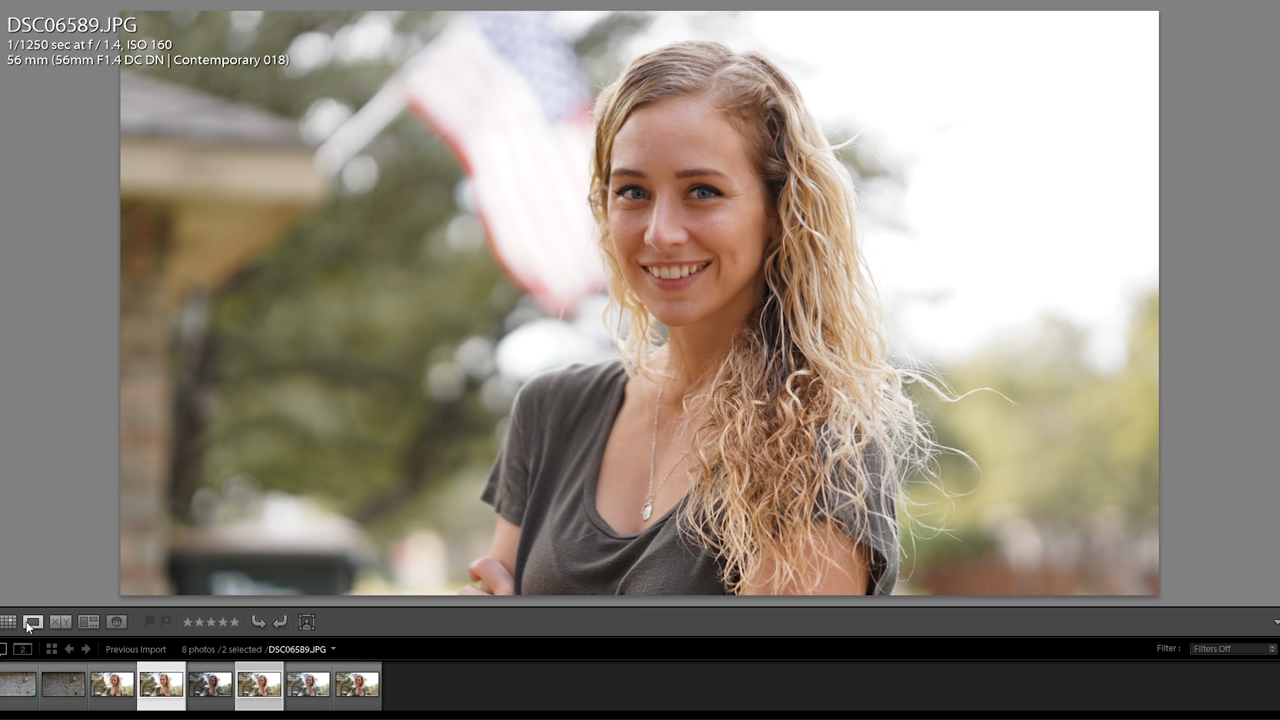 DSC06589.JPG
1/1250 sec at f / 1.4, ISO 160
56 mm (56mm F1.4 DC DN | Contemporary 018)
X Y
2 Previous Import 8 photos / 2 selected / DSC06589.JPG Filter : Filters Off